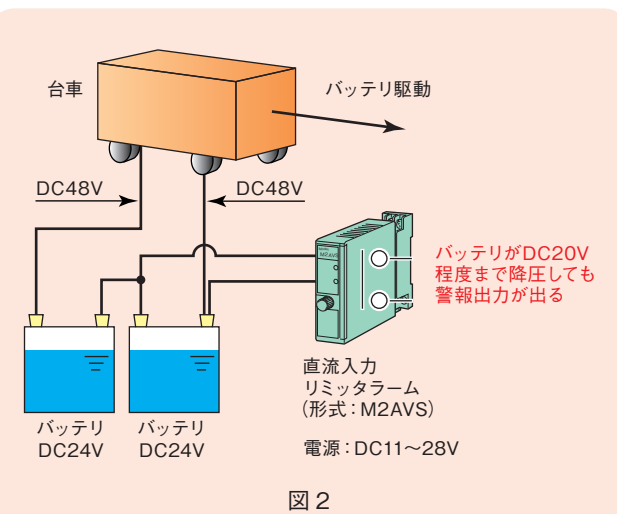 台車
バッテリ駆動
DC48V
DC48V
M2AVS
バッテリがDC20V
程度まで降圧しても
警報出力が出る
直流入力
リミッタラーム
(形式:M2AVS)
電源:DC11〜28V
バッテリ
DC24V
バッテリ
DC24V
図2